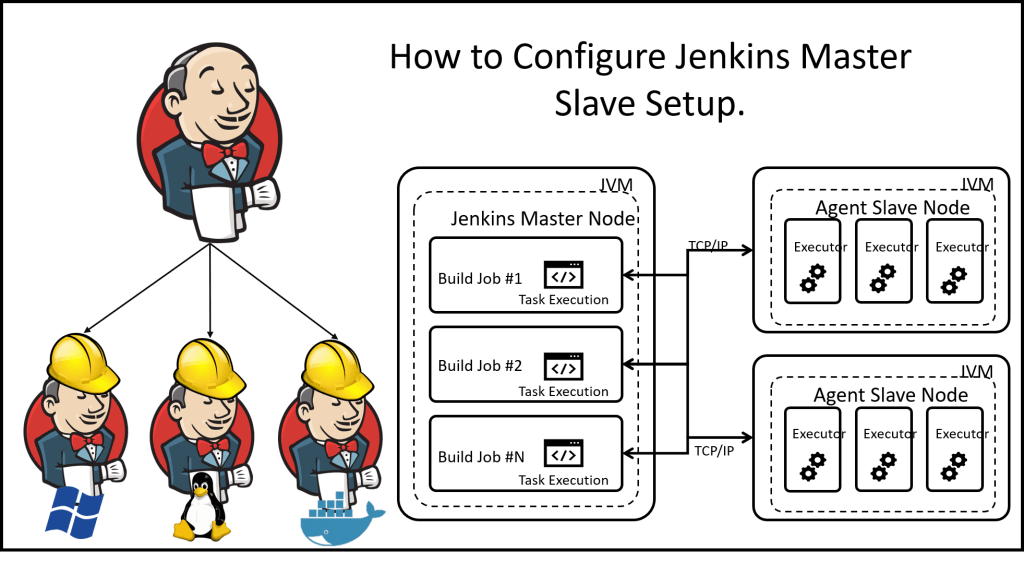 How to Configure Jenkins Master
Slave Setup.
JVM
Jenkins Master Node
Build Job #1
</>
Task Execution
Build Job #2
</>
Task Execution
Build Job #N
</>
Task Execution
TCP/IP
TCP/IP
JVM
Agent Slave Node
Executor Executor Executor
JVM
Agent Slave Node
Executor Executor Executor